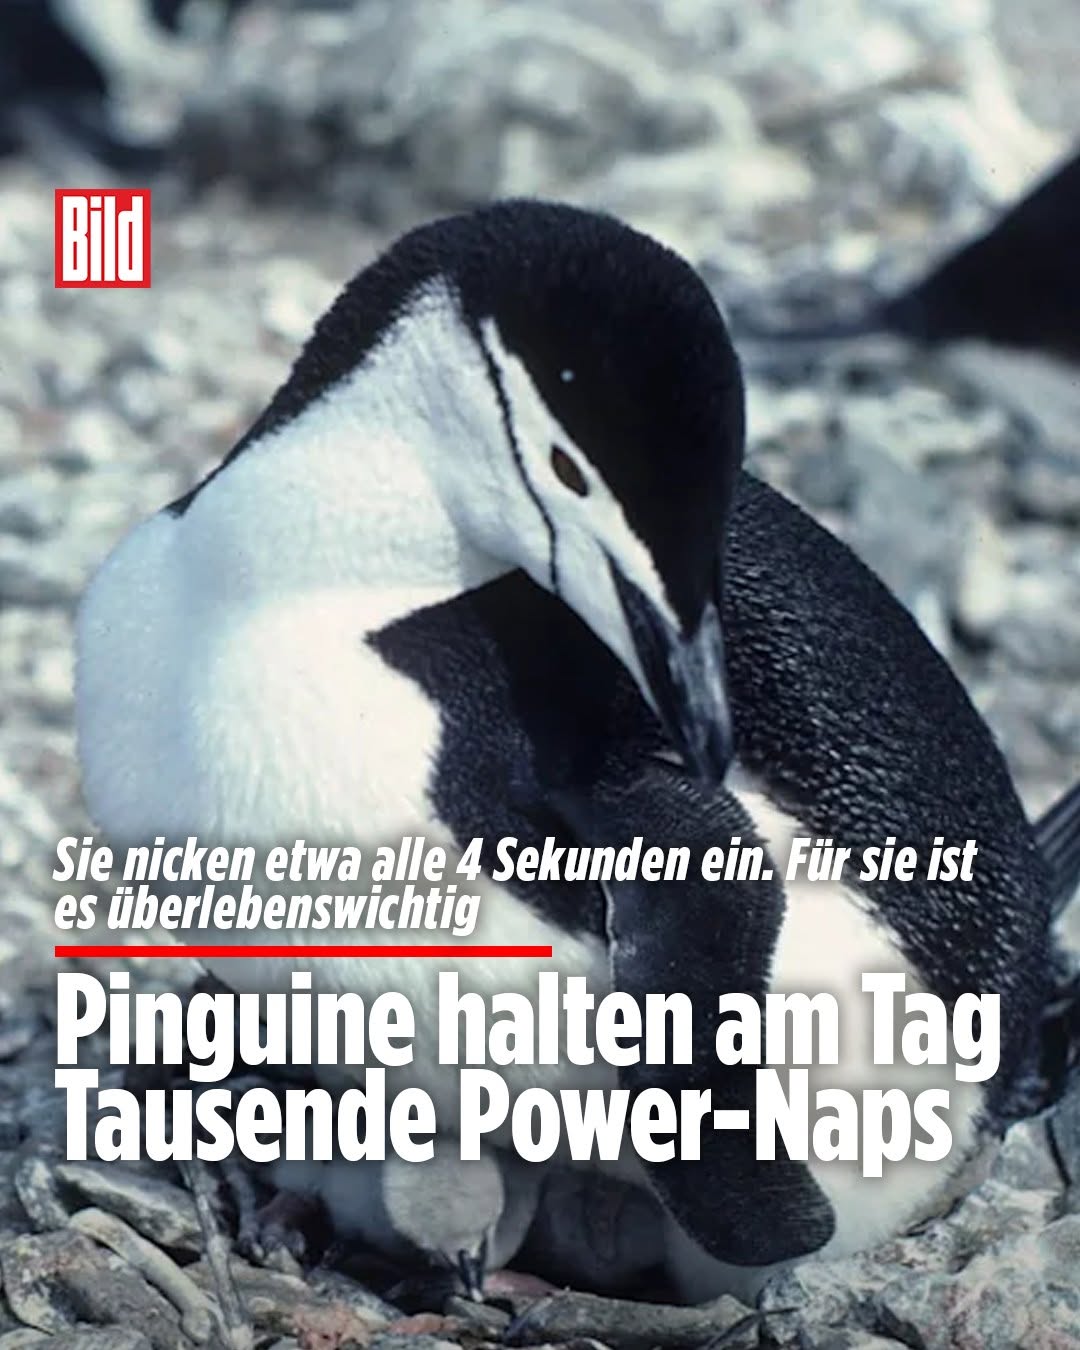 Bild
Sie nicken etwa alle 4 Sekunden ein. Für sie ist
es überlebenswichtig
Pinguine halten am Tag
Tausende Power-Naps